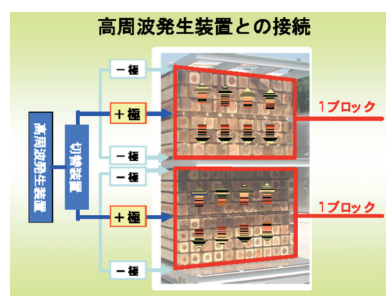 高周波発生装置との接続
－極
＋極
－極
－極
＋極
－極
高周波発生装置
切替装置
1ブロック
1ブロック